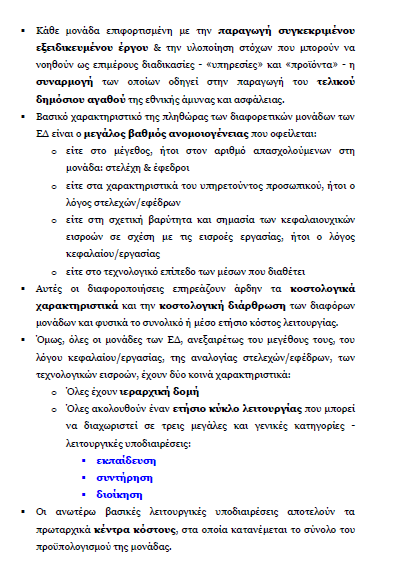 ▪ Κάθε μονάδα επιφορτισμένη με την παραγωγή συγκεκριμένου
εξειδικευμένου έργου & την υλοποίηση στόχων που μπορούν να
νοηθούν ως επιμέρους διαδικασίες - «υπηρεσίες» και «προϊόντα» - η
συναρμογή των οποίων οδηγεί στην παραγωγή του τελικού
δημόσιου αγαθού της εθνικής άμυνας και ασφάλειας.
▪ Βασικό χαρακτηριστικό της πληθώρας των διαφορετικών μονάδων των
ΕΔ είναι ο μεγάλος βαθμός ανομοιογένειας που οφείλεται:
o είτε στο μέγεθος, ήτοι στον αριθμό απασχολούμενων στη
μονάδα: στελέχη & έφεδροι
o είτε στα χαρακτηριστικά του υπηρετούντος προσωπικού, ήτοι ο
λόγος στελεχών/εφέδρων
o είτε στη σχετική βαρύτητα και σημασία των κεφαλαιουχικών
εισροών σε σχέση με τις εισροές εργασίας, ήτοι ο λόγος
κεφαλαίου/εργασίας
o είτε στο τεχνολογικό επίπεδο των μέσων που διαθέτει
▪ Αυτές οι διαφοροποιήσεις επηρεάζουν άρδην τα κοστολογικά
χαρακτηριστικά και την κοστολογική διάρθρωση των διαφόρων
μονάδων και φυσικά το συνολικό ή μέσο ετήσιο κόστος λειτουργίας.
▪ Όμως, όλες οι μονάδες των ΕΔ, ανεξαιρέτως του μεγέθους τους, του
λόγου κεφαλαίου/εργασίας, της αναλογίας στελεχών/εφέδρων, των
τεχνολογικών εισροών, έχουν δύο κοινά χαρακτηριστικά:
o Όλες έχουν ιεραρχική δομή
o Όλες ακολουθούν έναν ετήσιο κύκλο λειτουργίας που μπορεί
να διαχωριστεί σε τρεις μεγάλες και γενικές κατηγορίες -
λειτουργικές υποδιαιρέσεις:
▪ εκπαίδευση
▪ συντήρηση
▪ διοίκηση
▪ Οι ανωτέρω βασικές λειτουργικές υποδιαιρέσεις αποτελούν τα
πρωταρχικά κέντρα κόστους, στα οποία κατανέμεται το σύνολο του
προϋπολογισμού της μονάδας.